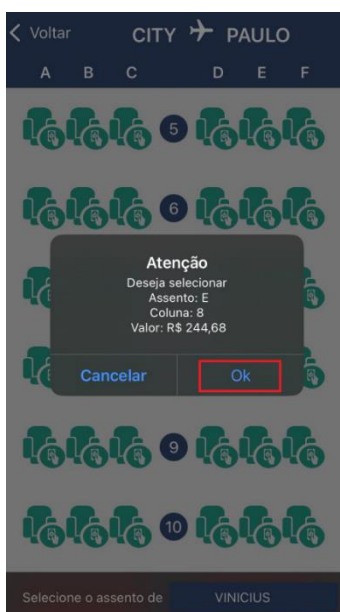 Voltar CITY PAULO
A B C D E F
5
6
Atenção
Deseja selecionar
Assento: E
Coluna: 8
Valor: R$ 244,68
Cancelar Ok
9
10
Selecione o assento de VINICIUS